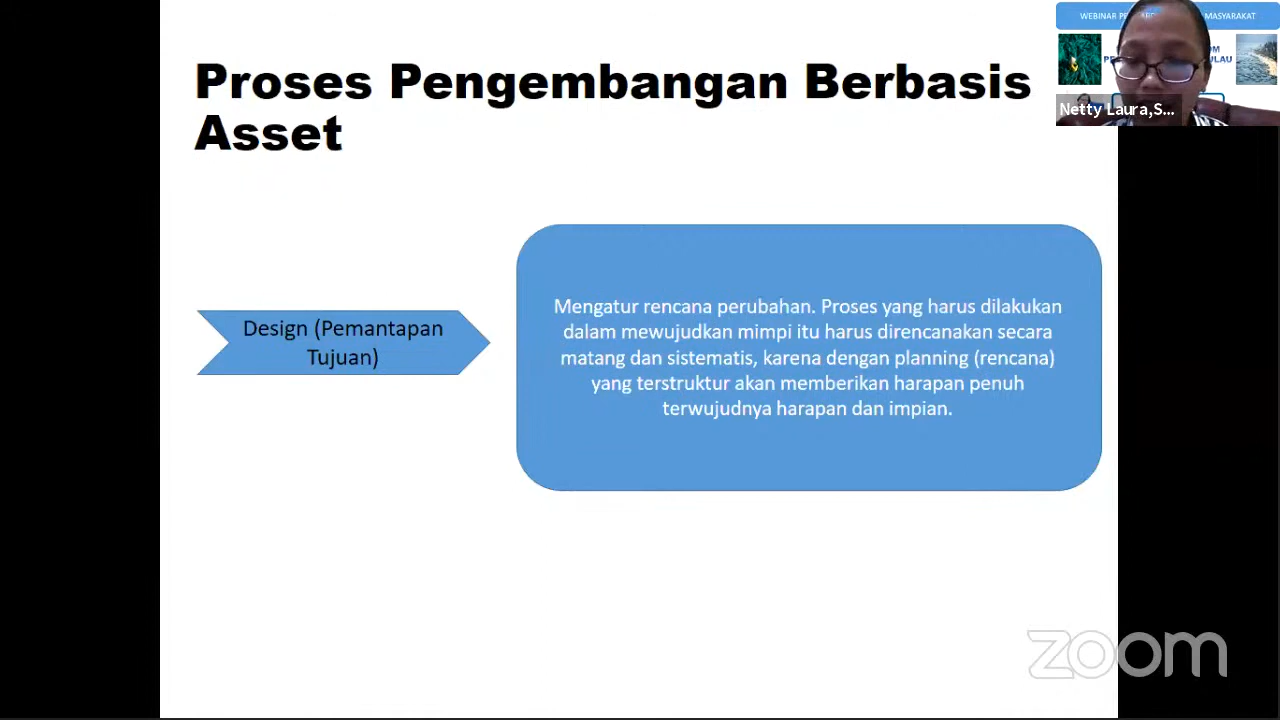 Proses Pengembangan Berbasis
Asset
Design (Pemantapan
Tujuan)
Mengatur rencana perubahan. Proses yang harus dilakukan
dalam mewujudkan mimpi itu harus direncanakan secara
matang dan sistematis, karena dengan planning (rencana)
yang terstruktur akan memberikan harapan penuh
terwujudnya harapan dan impian.
WEBINAR
MASYARAKAT
Netty Laura,S...
zoom